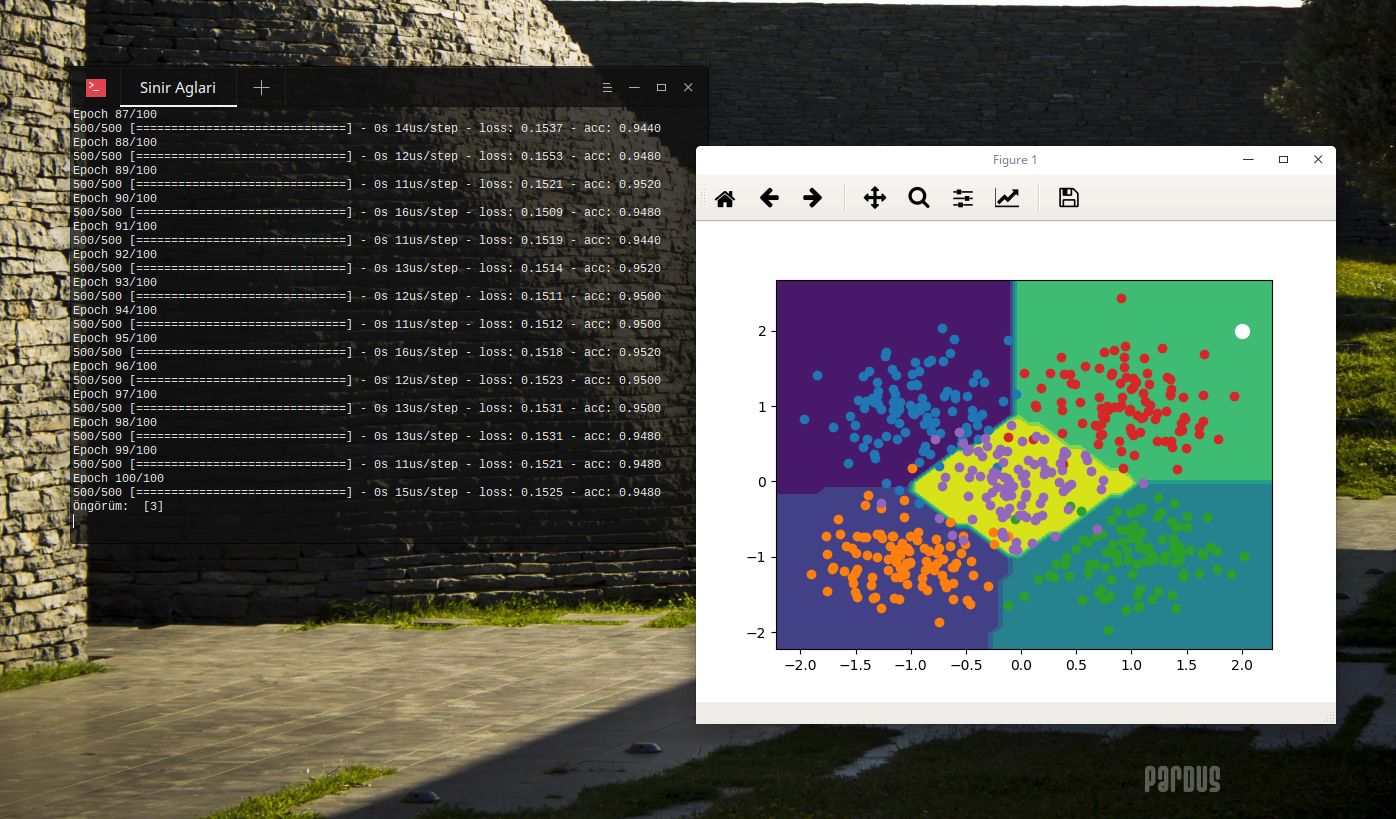 Sinir Aglari
Epoch 87/100
500/500 [==============================] - 0s 14us/step - loss: 0.1537 - acc: 0.9440
Epoch 88/100
500/500 [==============================] - 0s 12us/step - loss: 0.1553 - acc: 0.9480
Epoch 89/100
500/500 [==============================] - 0s 11us/step - loss: 0.1521 - acc: 0.9520
Epoch 90/100
500/500 [==============================] - 0s 16us/step - loss: 0.1509 - acc: 0.9480
Epoch 91/100
500/500 [==============================] - 0s 11us/step - loss: 0.1519 - acc: 0.9440
Epoch 92/100
500/500 [==============================] - 0s 13us/step - loss: 0.1514 - acc: 0.9520
Epoch 93/100
500/500 [==============================] - 0s 12us/step - loss: 0.1511 - acc: 0.9500
Epoch 94/100
500/500 [==============================] - 0s 11us/step - loss: 0.1512 - acc: 0.9500
Epoch 95/100
500/500 [==============================] - 0s 16us/step - loss: 0.1518 - acc: 0.9520
Epoch 96/100
500/500 [==============================] - 0s 12us/step - loss: 0.1523 - acc: 0.9500
Epoch 97/100
500/500 [==============================] - 0s 13us/step - loss: 0.1531 - acc: 0.9500
Epoch 98/100
500/500 [==============================] - 0s 13us/step - loss: 0.1531 - acc: 0.9480
Epoch 99/100
500/500 [==============================] - 0s 11us/step - loss: 0.1521 - acc: 0.9480
Epoch 100/100
500/500 [==============================] - 0s 15us/step - loss: 0.1525 - acc: 0.9480
Öngörüm:  [3]
Figure 1
2
1
0
−1
−2
−2.0 −1.5 −1.0 −0.5 0.0 0.5 1.0 1.5 2.0
pardus